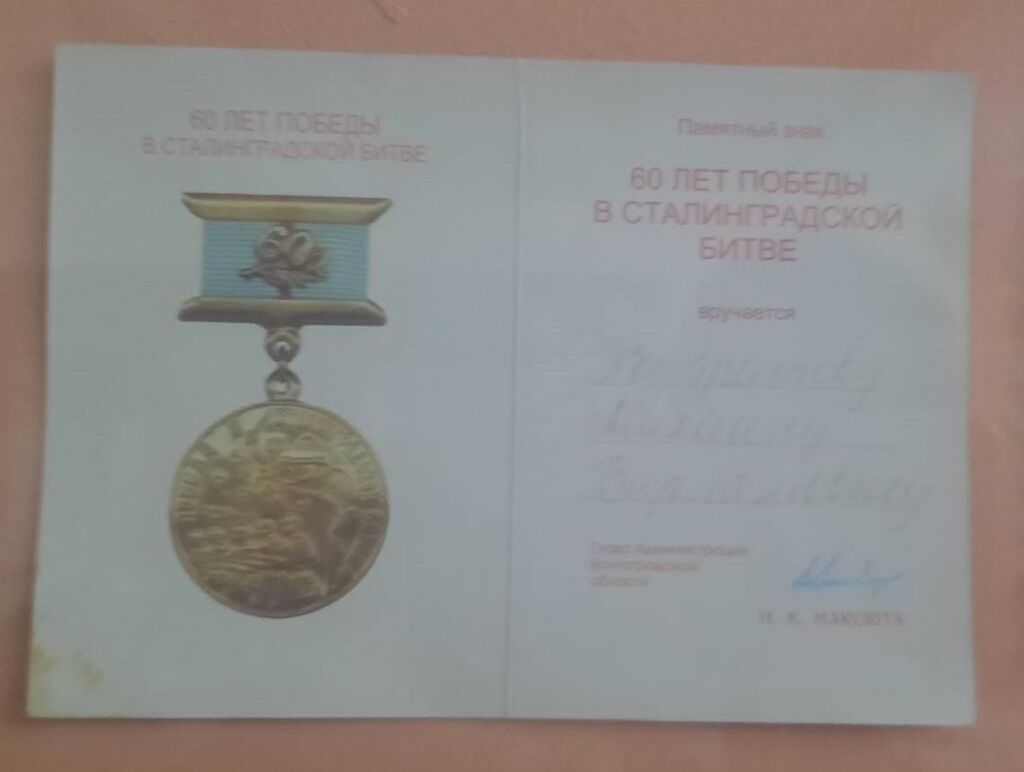 60 ЛЕТ ПОБЕДЫ
В СТАЛИНГРАДСКОЙ БИТВЕ
60
Памятный знак
60 ЛЕТ ПОБЕДЫ
В СТАЛИНГРАДСКОЙ
БИТВЕ
вручается
Михаилу
Глава Администрации
Волгоградской
области
Н. К. МАКСЮТА